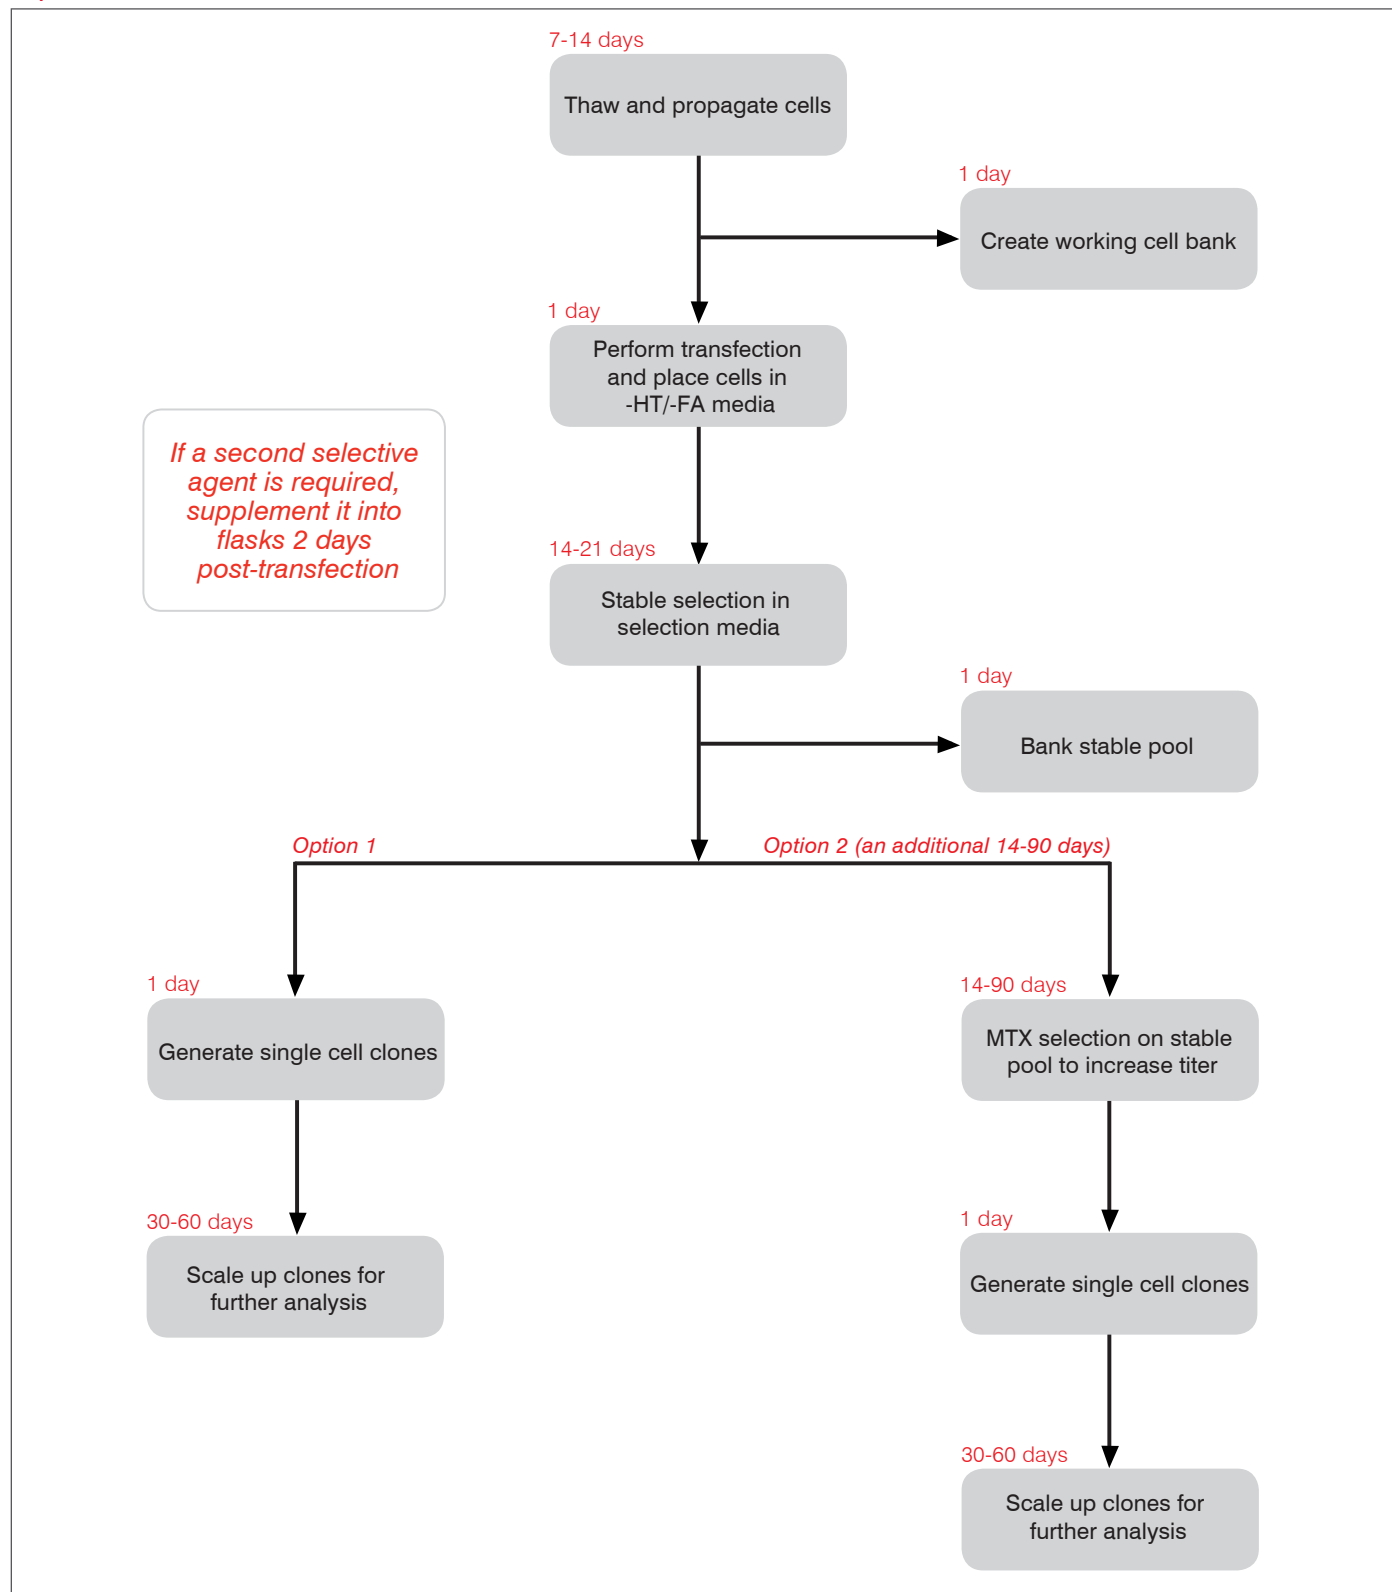 7-14 days
Thaw and propagate cells
1 day
Create working cell bank
1 day
Perform transfection
and place cells in
-HT/-FA media
If a second selective
agent is required,
supplement it into
flasks 2 days
post-transfection
14-21 days
Stable selection in
selection media
1 day
Bank stable pool
Option 1
Option 2 (an additional 14-90 days)
1 day
Generate single cell clones
14-90 days
MTX selection on stable
pool to increase titer
30-60 days
Scale up clones for
further analysis
1 day
Generate single cell clones
30-60 days
Scale up clones for
further analysis